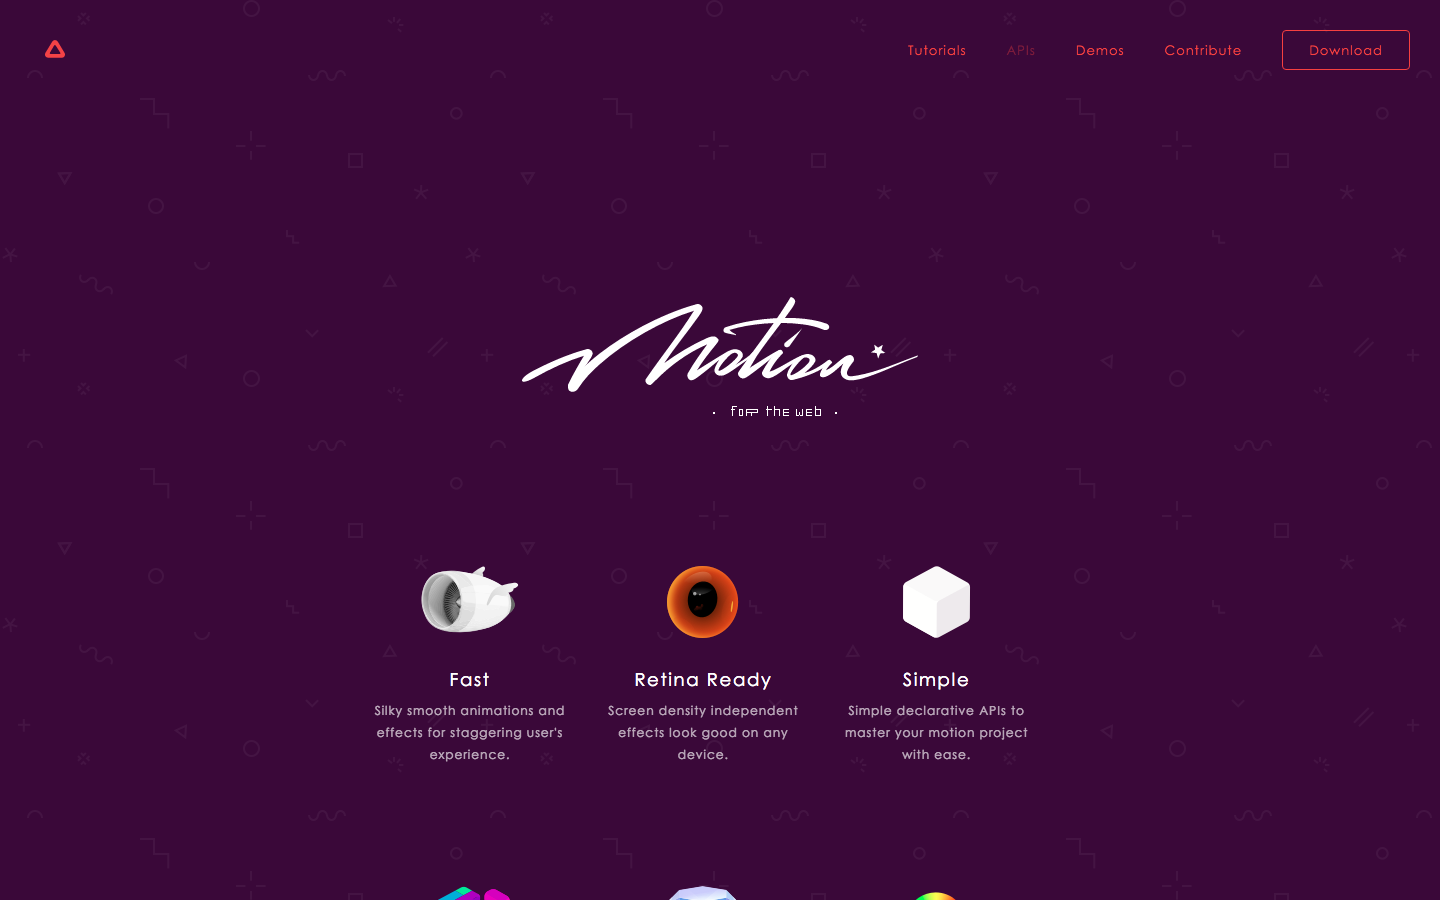 Tutorials APIs Demos Contribute Download
Motion
· for the web ·
Fast
Silky smooth animations and
effects for staggering user's
experience.
Retina Ready
Screen density independent
effects look good on any
device.
Simple
Simple declarative APIs to
master your motion project
with ease.